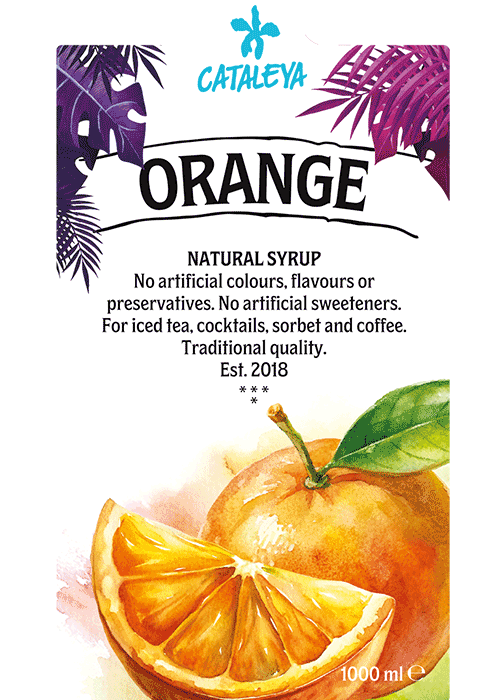 CATALEYA
ORANGE
NATURAL SYRUP
No artificial colours, flavours or
preservatives. No artificial sweeteners.
For iced tea, cocktails, sorbet and coffee.
Traditional quality.
Est. 2018
***
*
1000 ml ℮